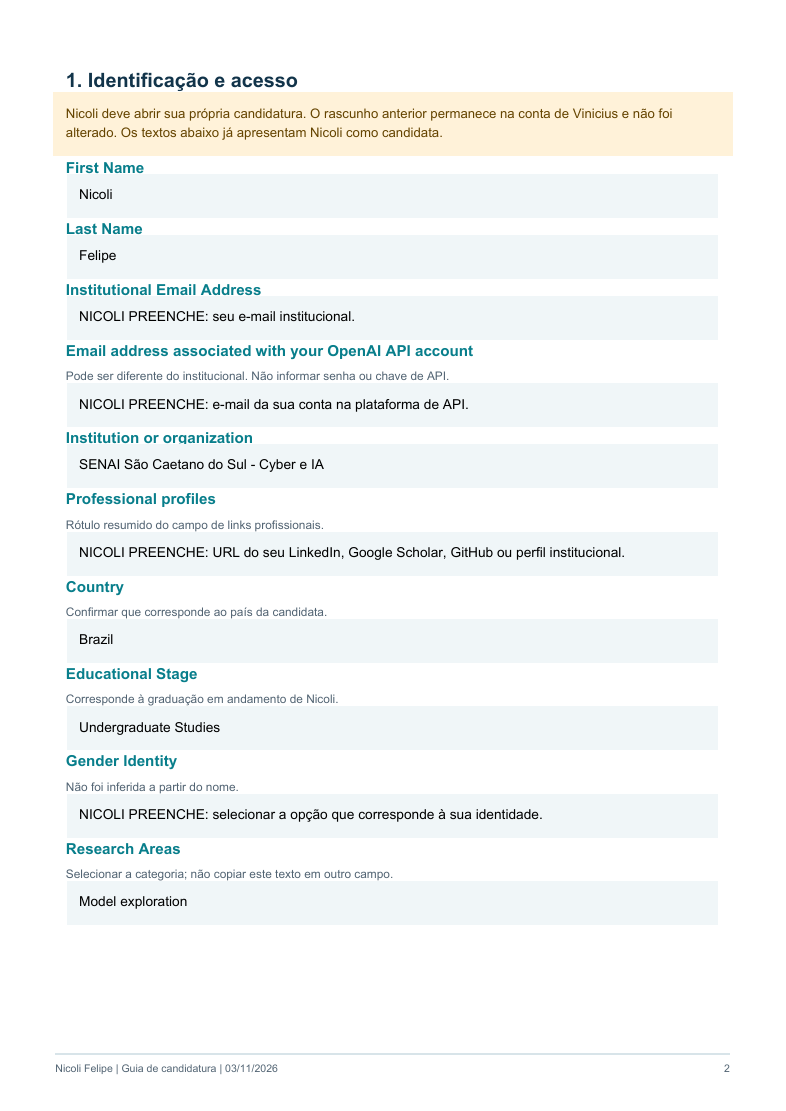 1. Identificação e acesso
Nicoli deve abrir sua própria candidatura. O rascunho anterior permanece na conta de Vinicius e não foi
alterado. Os textos abaixo já apresentam Nicoli como candidata.
First Name
Nicoli
Last Name
Felipe
Institutional Email Address
NICOLI PREENCHE: seu e-mail institucional.
Email address associated with your OpenAI API account
Pode ser diferente do institucional. Não informar senha ou chave de API.
NICOLI PREENCHE: e-mail da sua conta na plataforma de API.
Institution or organization
SENAI São Caetano do Sul - Cyber e IA
Professional profiles
Rótulo resumido do campo de links profissionais.
NICOLI PREENCHE: URL do seu LinkedIn, Google Scholar, GitHub ou perfil institucional.
Country
Confirmar que corresponde ao país da candidata.
Brazil
Educational Stage
Corresponde à graduação em andamento de Nicoli.
Undergraduate Studies
Gender Identity
Não foi inferida a partir do nome.
NICOLI PREENCHE: selecionar a opção que corresponde à sua identidade.
Research Areas
Selecionar a categoria; não copiar este texto em outro campo.
Model exploration
Nicoli Felipe | Guia de candidatura | 03/11/2026
2